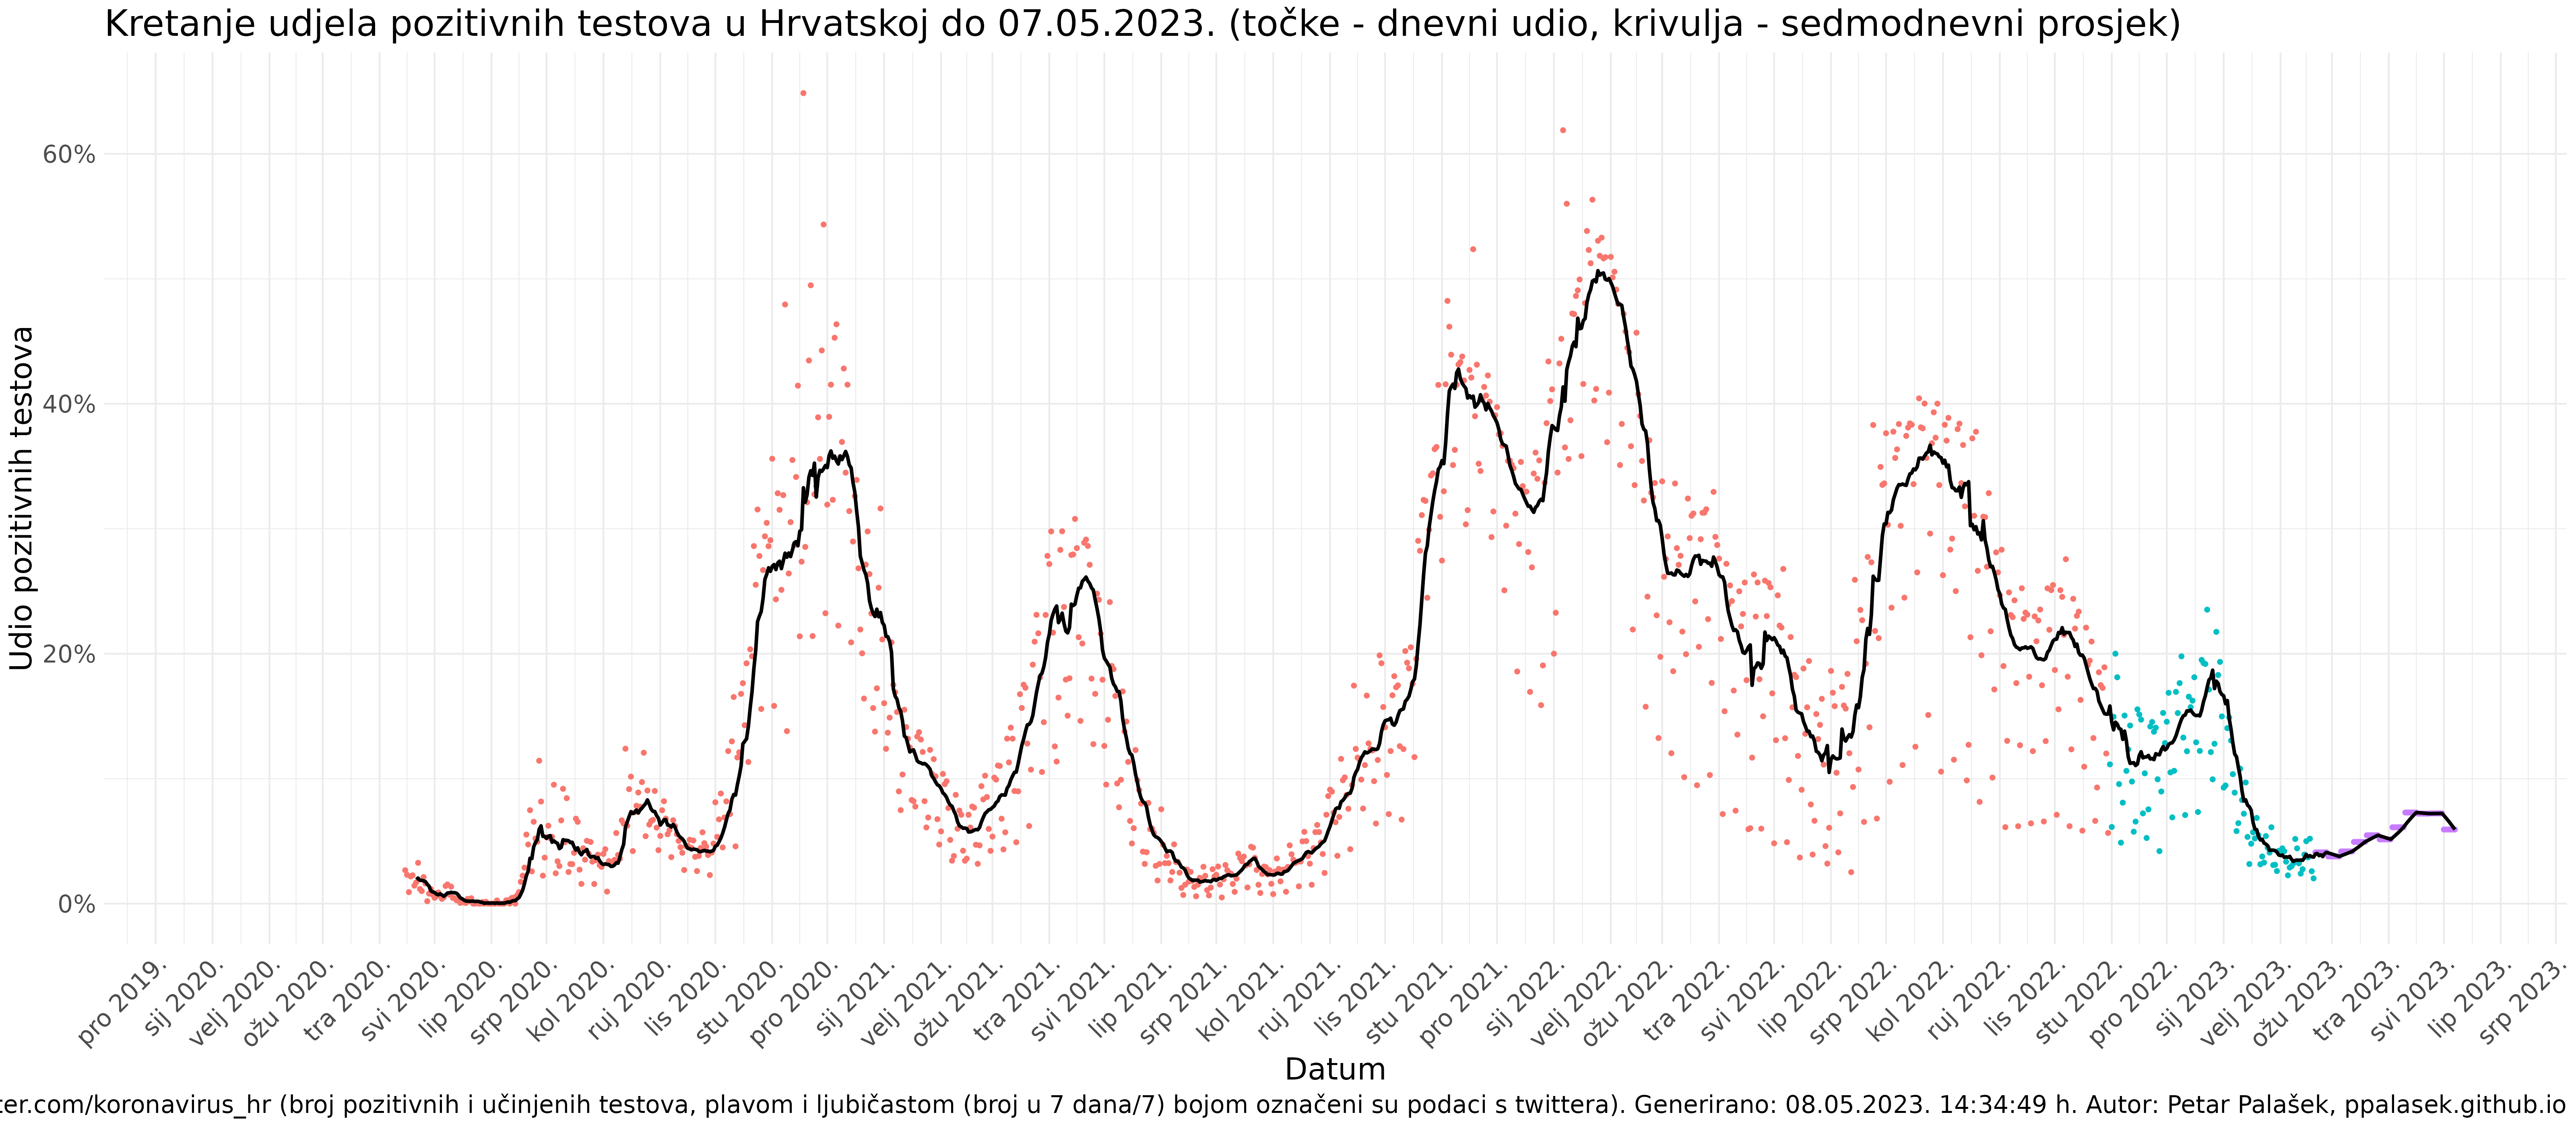 Kretanje udjela pozitivnih testova u Hrvatskoj do 07.05.2023. (točke - dnevni udio, krivulja - sedmodnevni prosjek)
Udio pozitivnih testova
60%
40%
20%
0%
pro 2019.
sij 2020.
velj 2020.
ožu 2020.
tra 2020.
svi 2020.
lip 2020.
srp 2020.
kol 2020.
ruj 2020.
lis 2020.
stu 2020.
pro 2020.
sij 2021.
velj 2021.
ožu 2021.
tra 2021.
svi 2021.
lip 2021.
srp 2021.
kol 2021.
ruj 2021.
lis 2021.
stu 2021.
pro 2021.
sij 2022.
velj 2022.
ožu 2022.
tra 2022.
svi 2022.
lip 2022.
srp 2022.
kol 2022.
ruj 2022.
lis 2022.
stu 2022.
pro 2022.
sij 2023.
velj 2023.
ožu 2023.
tra 2023.
svi 2023.
lip 2023.
srp 2023.
Datum
ter.com/koronavirus_hr (broj pozitivnih i učinjenih testova, plavom i ljubičastom (broj u 7 dana/7) bojom označeni su podaci s twittera). Generirano: 08.05.2023. 14:34:49 h. Autor: Petar Palašek, ppalasek.github.io